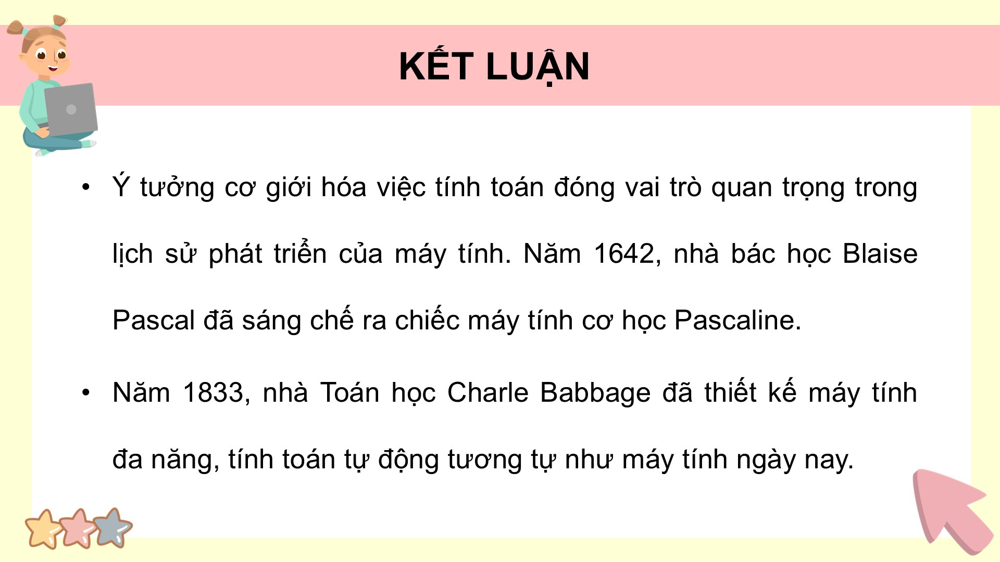 KẾT LUẬN
• Ý tưởng cơ giới hóa việc tính toán đóng vai trò quan trọng trong
lịch sử phát triển của máy tính. Năm 1642, nhà bác học Blaise
Pascal đã sáng chế ra chiếc máy tính cơ học Pascaline.
• Năm 1833, nhà Toán học Charle Babbage đã thiết kế máy tính
đa năng, tính toán tự động tương tự như máy tính ngày nay.